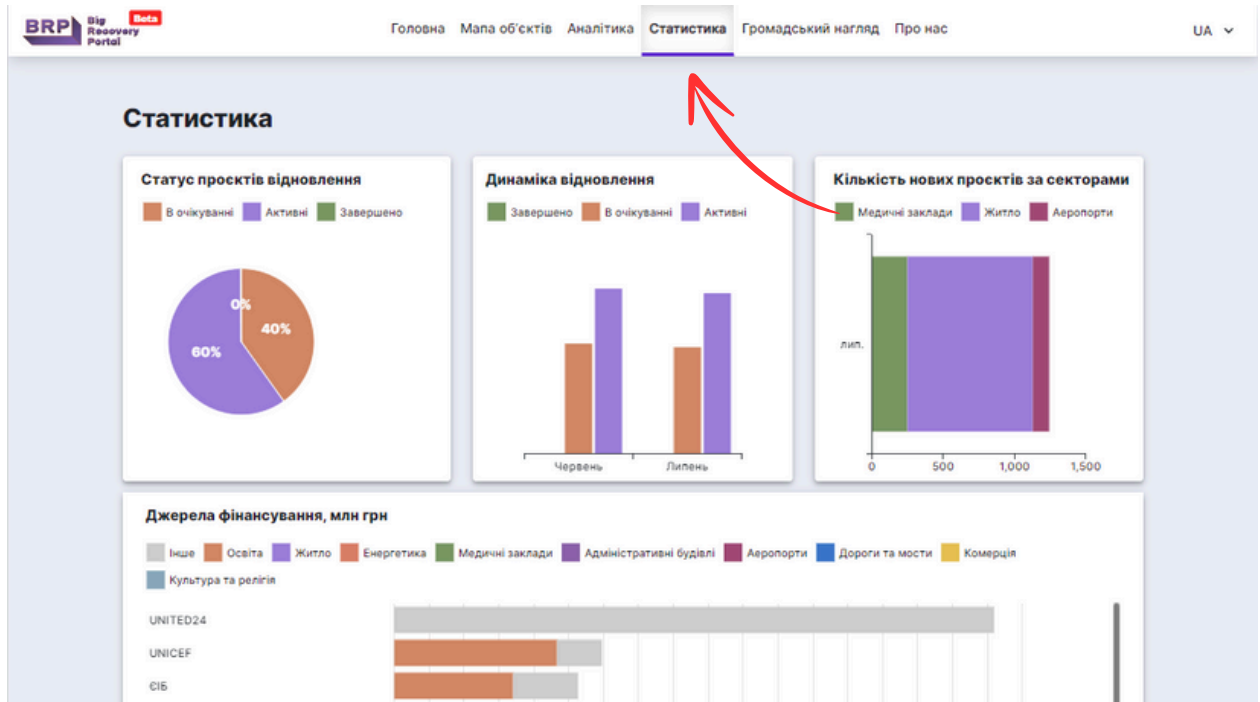 BRP Big Recovery Portal Beta
Головна Мапа об'єктів Аналітика Статистика Громадський нагляд Про нас UA
Статистика
Статус проєктів відновлення
В очікуванні Активні Завершено
0%
40%
60%
Динаміка відновлення
Завершено В очікуванні Активні
Червень Липень
Кількість нових проєктів за секторами
Медичні заклади Житло Аеропорти
лип.
0 500 1,000 1,500
Джерела фінансування, млн грн
Інше Освіта Житло Енергетика Медичні заклади Адміністративні будівлі Аеропорти Дороги та мости Комерція
Культура та релігія
UNITED24
UNICEF
ЄІБ